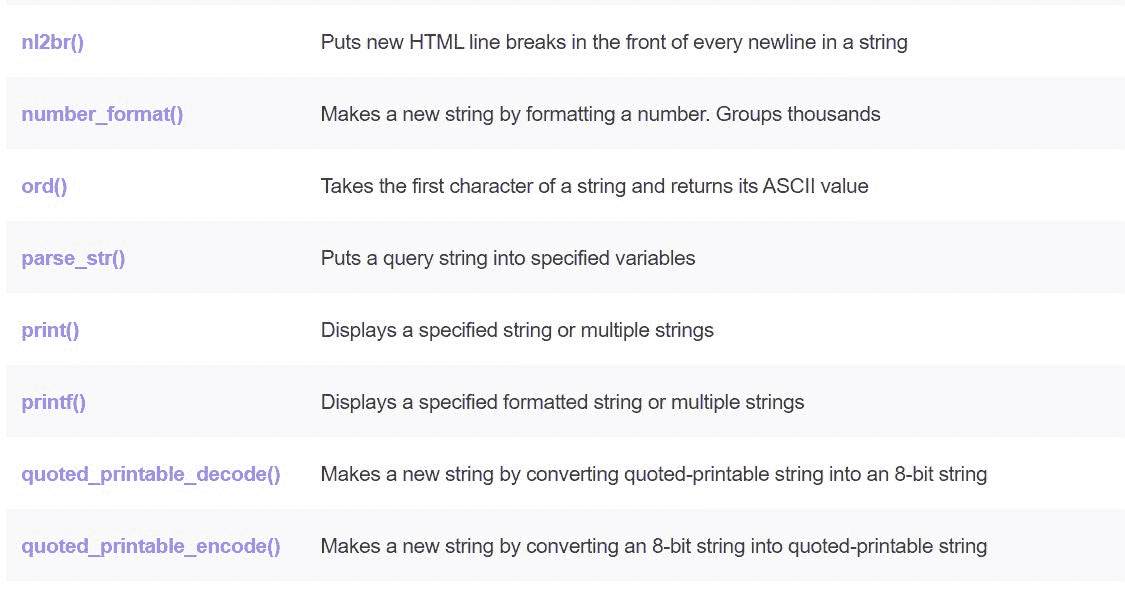 nl2br() Puts new HTML line breaks in the front of every newline in a string
number_format() Makes a new string by formatting a number. Groups thousands
ord() Takes the first character of a string and returns its ASCII value
parse_str() Puts a query string into specified variables
print() Displays a specified string or multiple strings
printf() Displays a specified formatted string or multiple strings
quoted_printable_decode() Makes a new string by converting quoted-printable string into an 8-bit string
quoted_printable_encode() Makes a new string by converting an 8-bit string into quoted-printable string